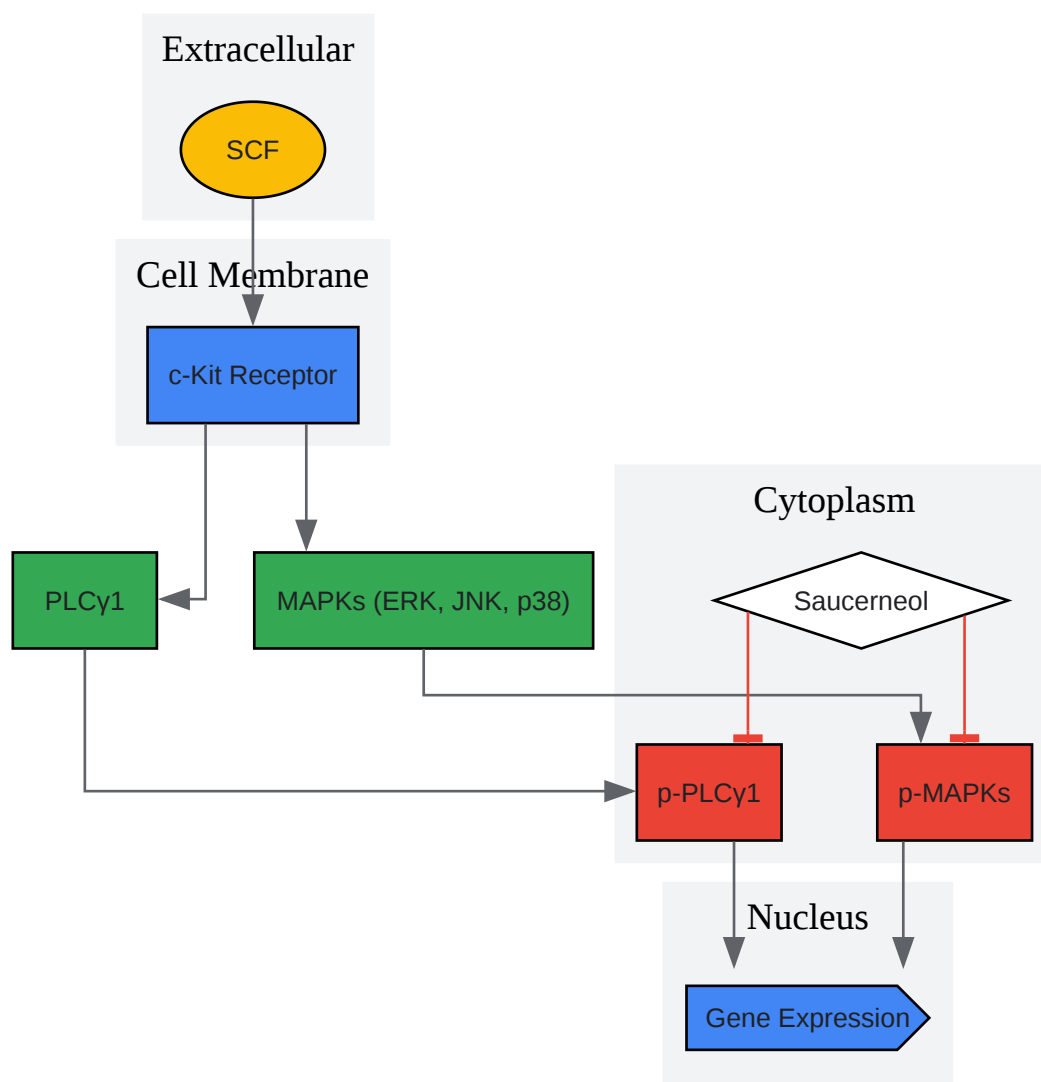 Extracellular
SCF
Cell Membrane
c-Kit Receptor
Cytoplasm
PLCγ1
MAPKs (ERK, JNK, p38)
Saucerneol
p-PLCγ1
p-MAPKs
Nucleus
Gene Expression